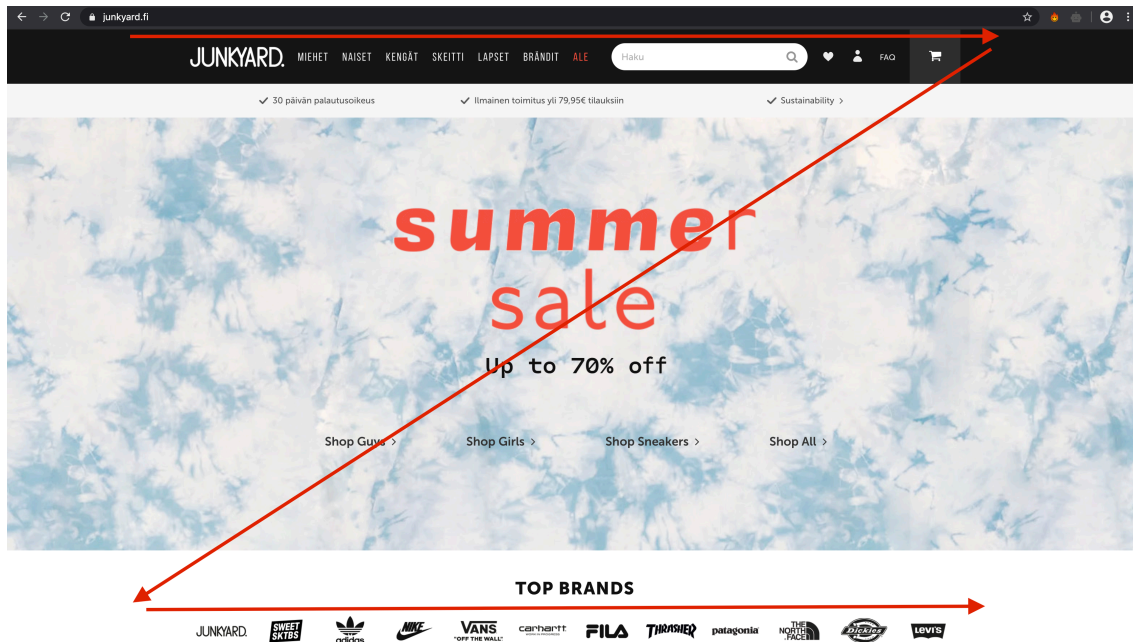 junkyard.fi
JUNKYARD. MIEHET NAISET KENGÄT SKEITTI LAPSET BRÄNDIT ALE Haku FAQ
30 päivän palautusoikeus Ilmainen toimitus yli 79,95€ tilauksiin Sustainability >
summer
sale
Up to 70% off
Shop Guys > Shop Girls > Shop Sneakers > Shop All >
TOP BRANDS
JUNKYARD. SWEET SKTBS adidas NIKE VANS "OFF THE WALL" carhartt FILA THRASHER patagonia THE NORTH FACE Dickies LEVI'S